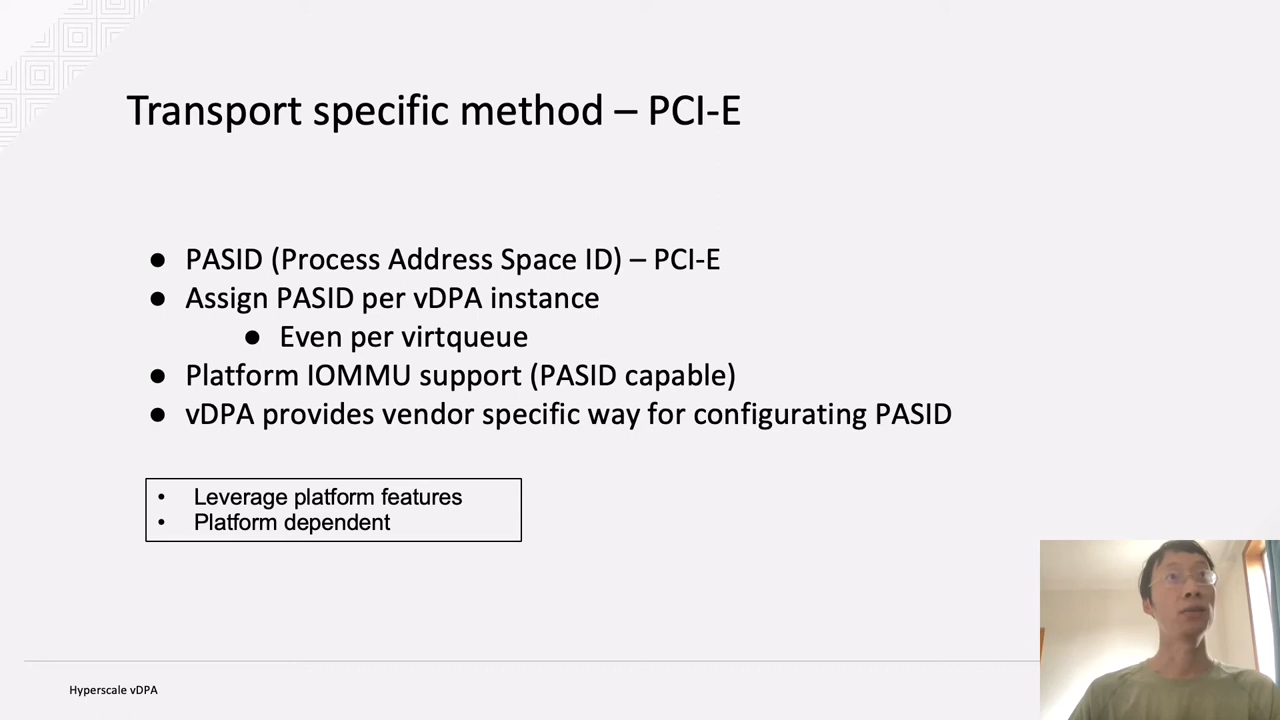 Transport specific method – PCI-E
● PASID (Process Address Space ID) – PCI-E
● Assign PASID per vDPA instance
● Even per virtqueue
● Platform IOMMU support (PASID capable)
● vDPA provides vendor specific way for configurating PASID
• Leverage platform features
• Platform dependent
Hyperscale vDPA